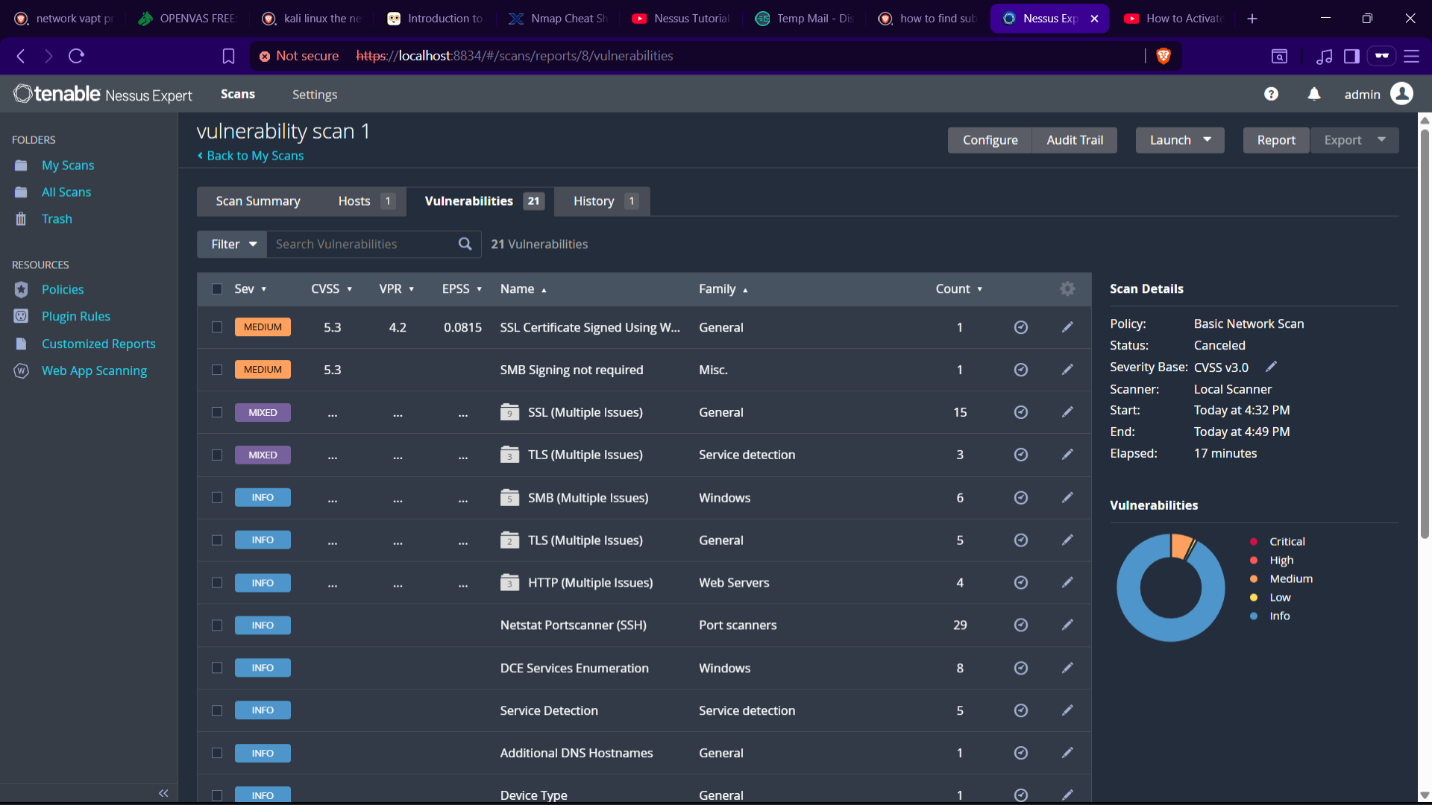 network vapt pr
OPENVAS FREE
kali linux the ne
Introduction to
Nmap Cheat Sh
Nessus Tutorial
Temp Mail - Dis
how to find sub
Nessus Exp
How to Activate
Not secure https://localhost:8834/#/scans/reports/8/vulnerabilities
tenable Nessus Expert Scans Settings ? admin
FOLDERS
My Scans
All Scans
Trash
RESOURCES
Policies
Plugin Rules
Customized Reports
Web App Scanning
vulnerability scan 1
Back to My Scans
Configure Audit Trail Launch Report Export
Scan Summary Hosts 1 Vulnerabilities 21 History 1
Filter Search Vulnerabilities 21 Vulnerabilities
Sev CVSS VPR EPSS Name Family Count
MEDIUM 5.3 4.2 0.0815 SSL Certificate Signed Using W... General 1
MEDIUM 5.3 SMB Signing not required Misc. 1
MIXED ... ... ... 9 SSL (Multiple Issues) General 15
MIXED ... ... ... 3 TLS (Multiple Issues) Service detection 3
INFO ... ... ... 5 SMB (Multiple Issues) Windows 6
INFO ... ... ... 2 TLS (Multiple Issues) General 5
INFO ... ... ... 3 HTTP (Multiple Issues) Web Servers 4
INFO Netstat Portscanner (SSH) Port scanners 29
INFO DCE Services Enumeration Windows 8
INFO Service Detection Service detection 5
INFO Additional DNS Hostnames General 1
INFO Device Type General 1
Scan Details
Policy: Basic Network Scan
Status: Canceled
Severity Base: CVSS v3.0
Scanner: Local Scanner
Start: Today at 4:32 PM
End: Today at 4:49 PM
Elapsed: 17 minutes
Vulnerabilities
Critical
High
Medium
Low
Info